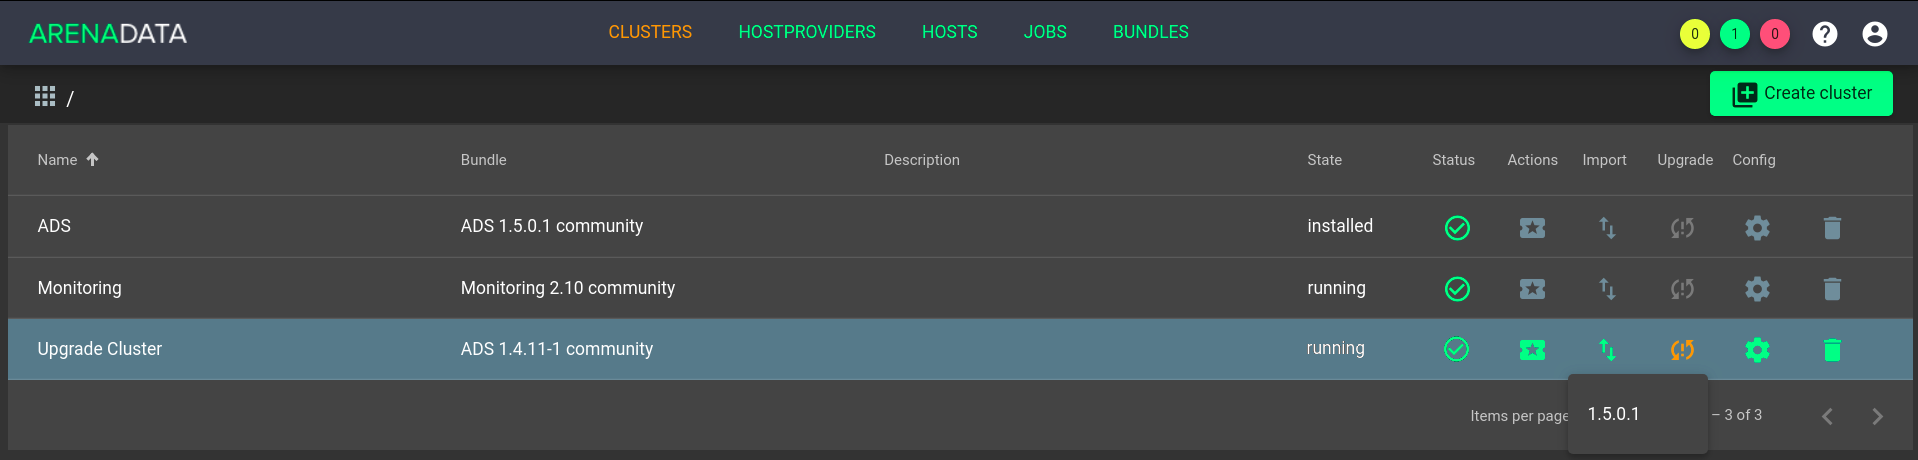 ARENADATA CLUSTERS HOSTPROVIDERS HOSTS JOBS BUNDLES 0 1 0 ?
/ Create cluster
Name Bundle Description State Status Actions Import Upgrade Config
ADS ADS 1.5.0.1 community installed
Monitoring Monitoring 2.10 community running
Upgrade Cluster ADS 1.4.11-1 community running
Items per page 1.5.0.1 – 3 of 3